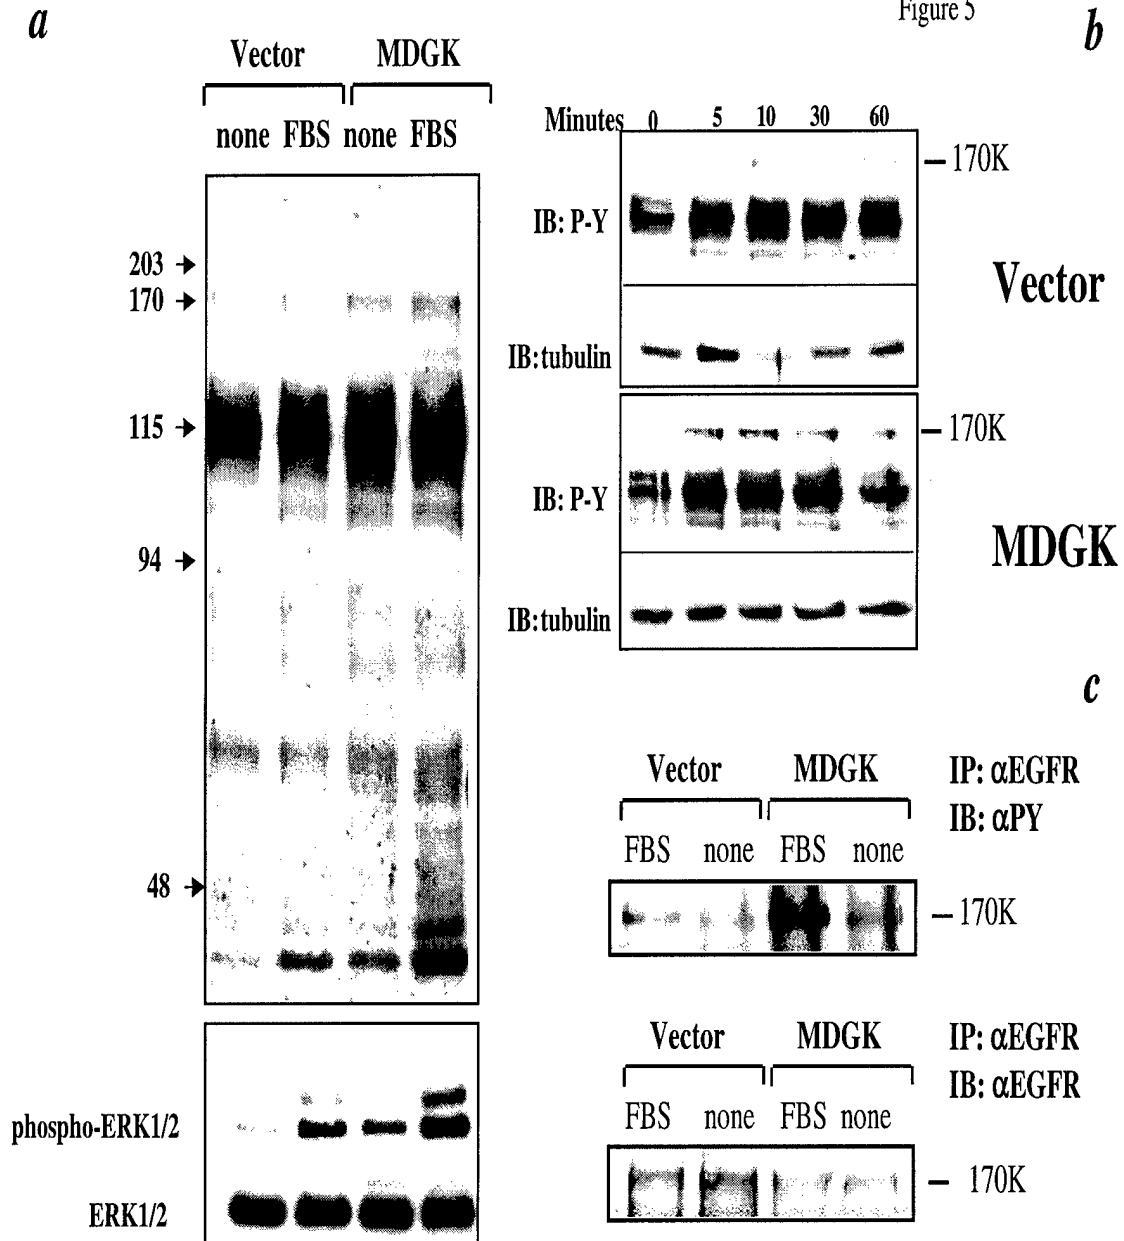 Figure 5
a
Vector MDGK
none FBS none FBS
203
170
115
94
48
phospho-ERK1/2
ERK1/2
b
Minutes 0 5 10 30 60
170K
IB: P-Y
Vector
IB:tubulin
170K
IB: P-Y
MDGK
IB:tubulin
c
Vector MDGK IP: αEGFR
IB: αPY
FBS none FBS none
170K
Vector MDGK IP: αEGFR
IB: αEGFR
FBS none FBS none
170K